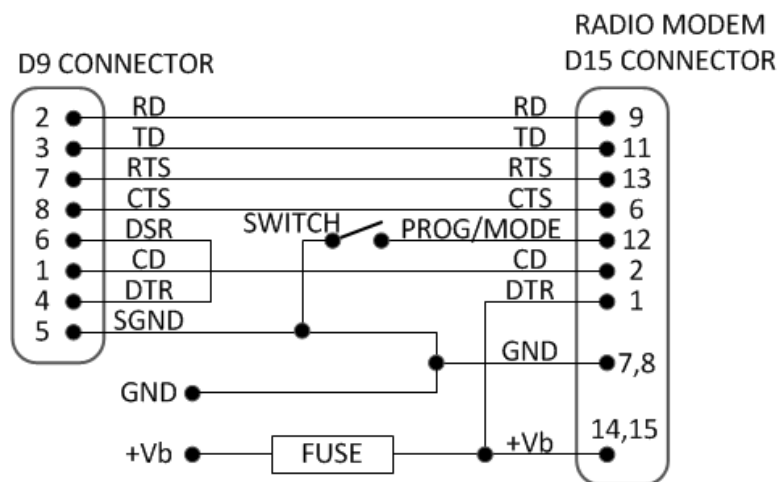 RADIO MODEM
D9 CONNECTOR D15 CONNECTOR
2 RD RD 9
3 TD TD 11
7 RTS RTS 13
8 CTS CTS 6
6 DSR SWITCH PROG/MODE 12
1 CD CD 2
4 DTR DTR 1
5 SGND
GND 7,8
GND
14,15
+Vb FUSE +Vb